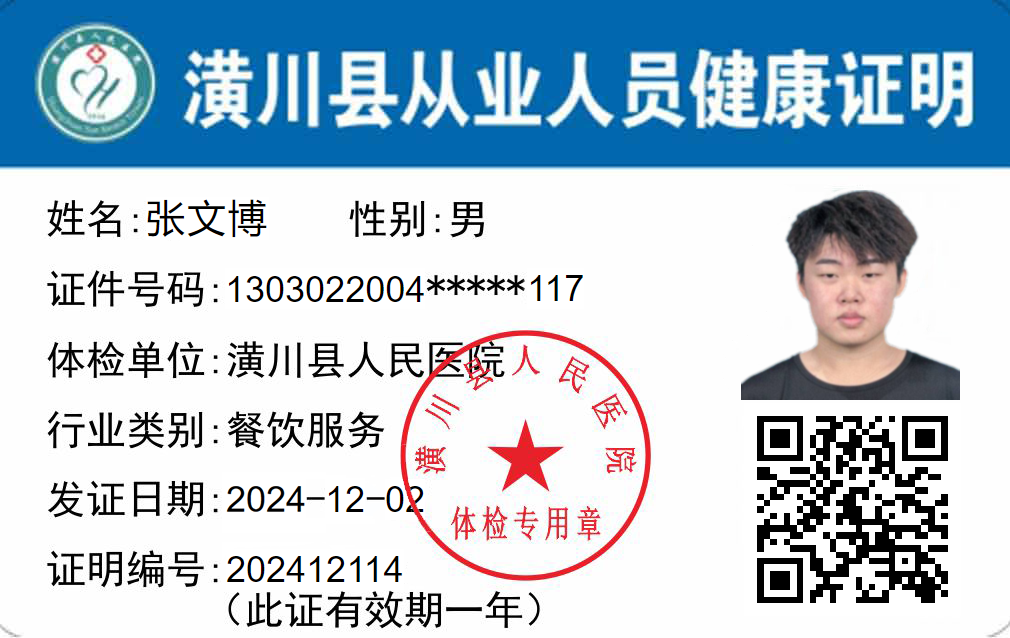 潢川县从业人员健康证明
姓名:张文博 性别:男
证件号码:1303022004*****117
体检单位:潢川县人民医院
行业类别:餐饮服务
发证日期:2024-12-02
证明编号:202412114
(此证有效期一年)
潢川县人民医院
体检专用章